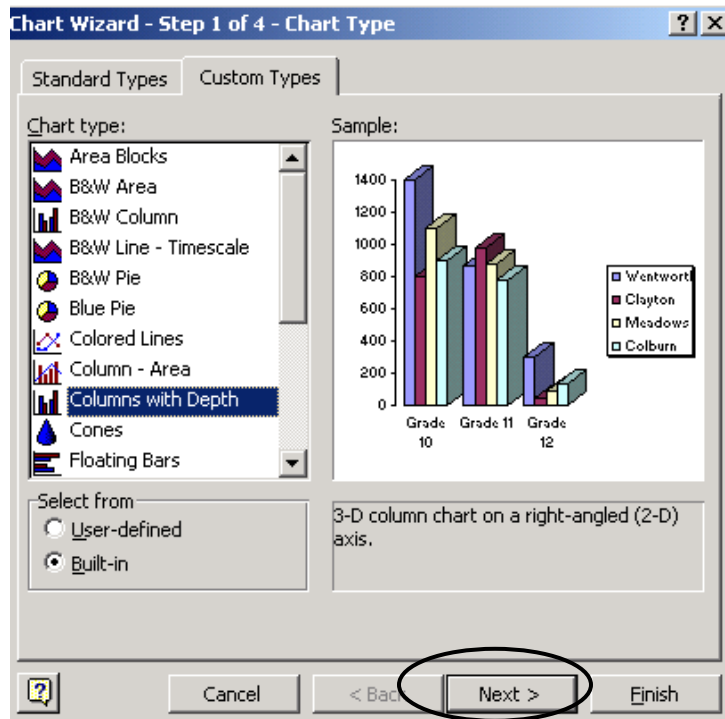 Chart Wizard - Step 1 of 4 - Chart Type
Standard Types Custom Types
Chart type:
Area Blocks
B&W Area
B&W Column
B&W Line - Timescale
B&W Pie
Blue Pie
Colored Lines
Column - Area
Columns with Depth
Cones
Floating Bars
Sample:
1400
1200
1000
800
600
400
200
0
Grade 10
Grade 11
Grade 12
Wentworth
Clayton
Meadows
Colburn
Select from
User-defined
Built-in
3-D column chart on a right-angled (2-D)
axis.
Cancel < Back Next > Finish